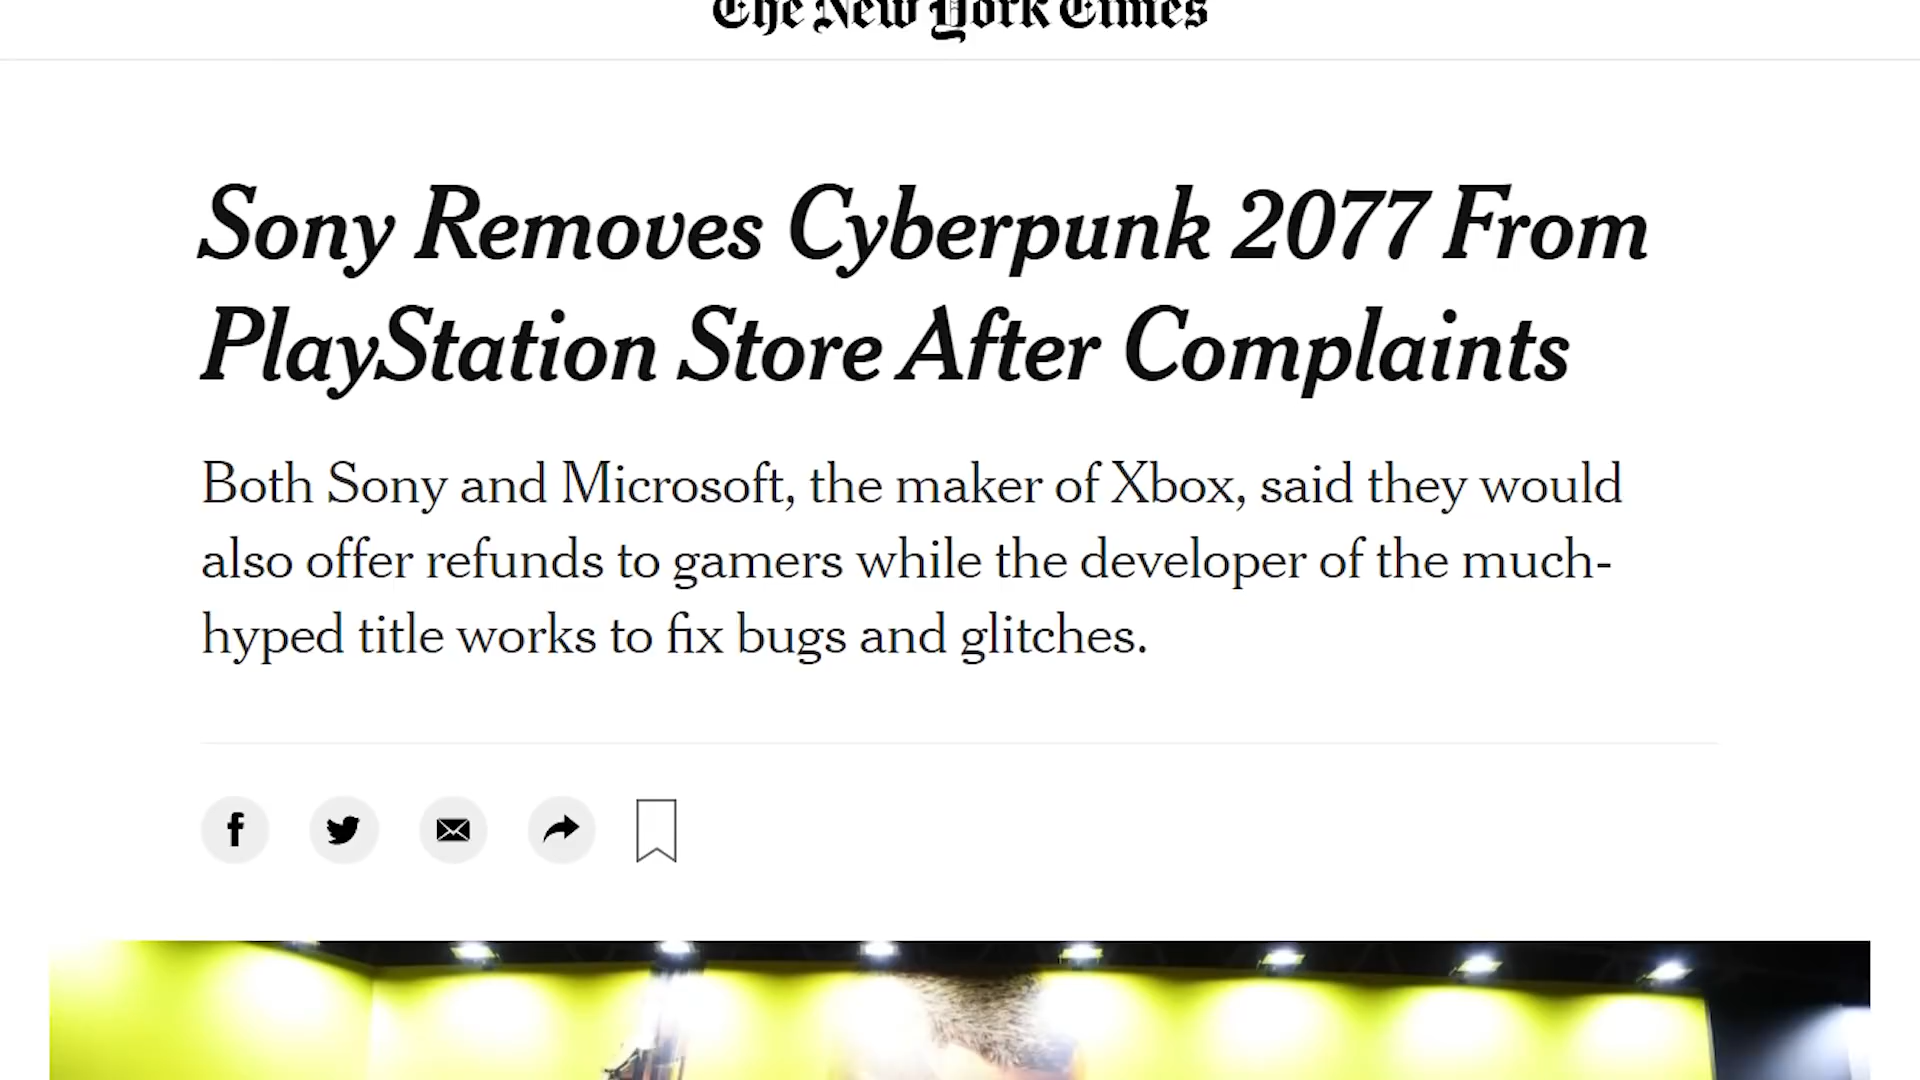 The New York Times
Sony Removes Cyberpunk 2077 From
PlayStation Store After Complaints
Both Sony and Microsoft, the maker of Xbox, said they would
also offer refunds to gamers while the developer of the much-
hyped title works to fix bugs and glitches.